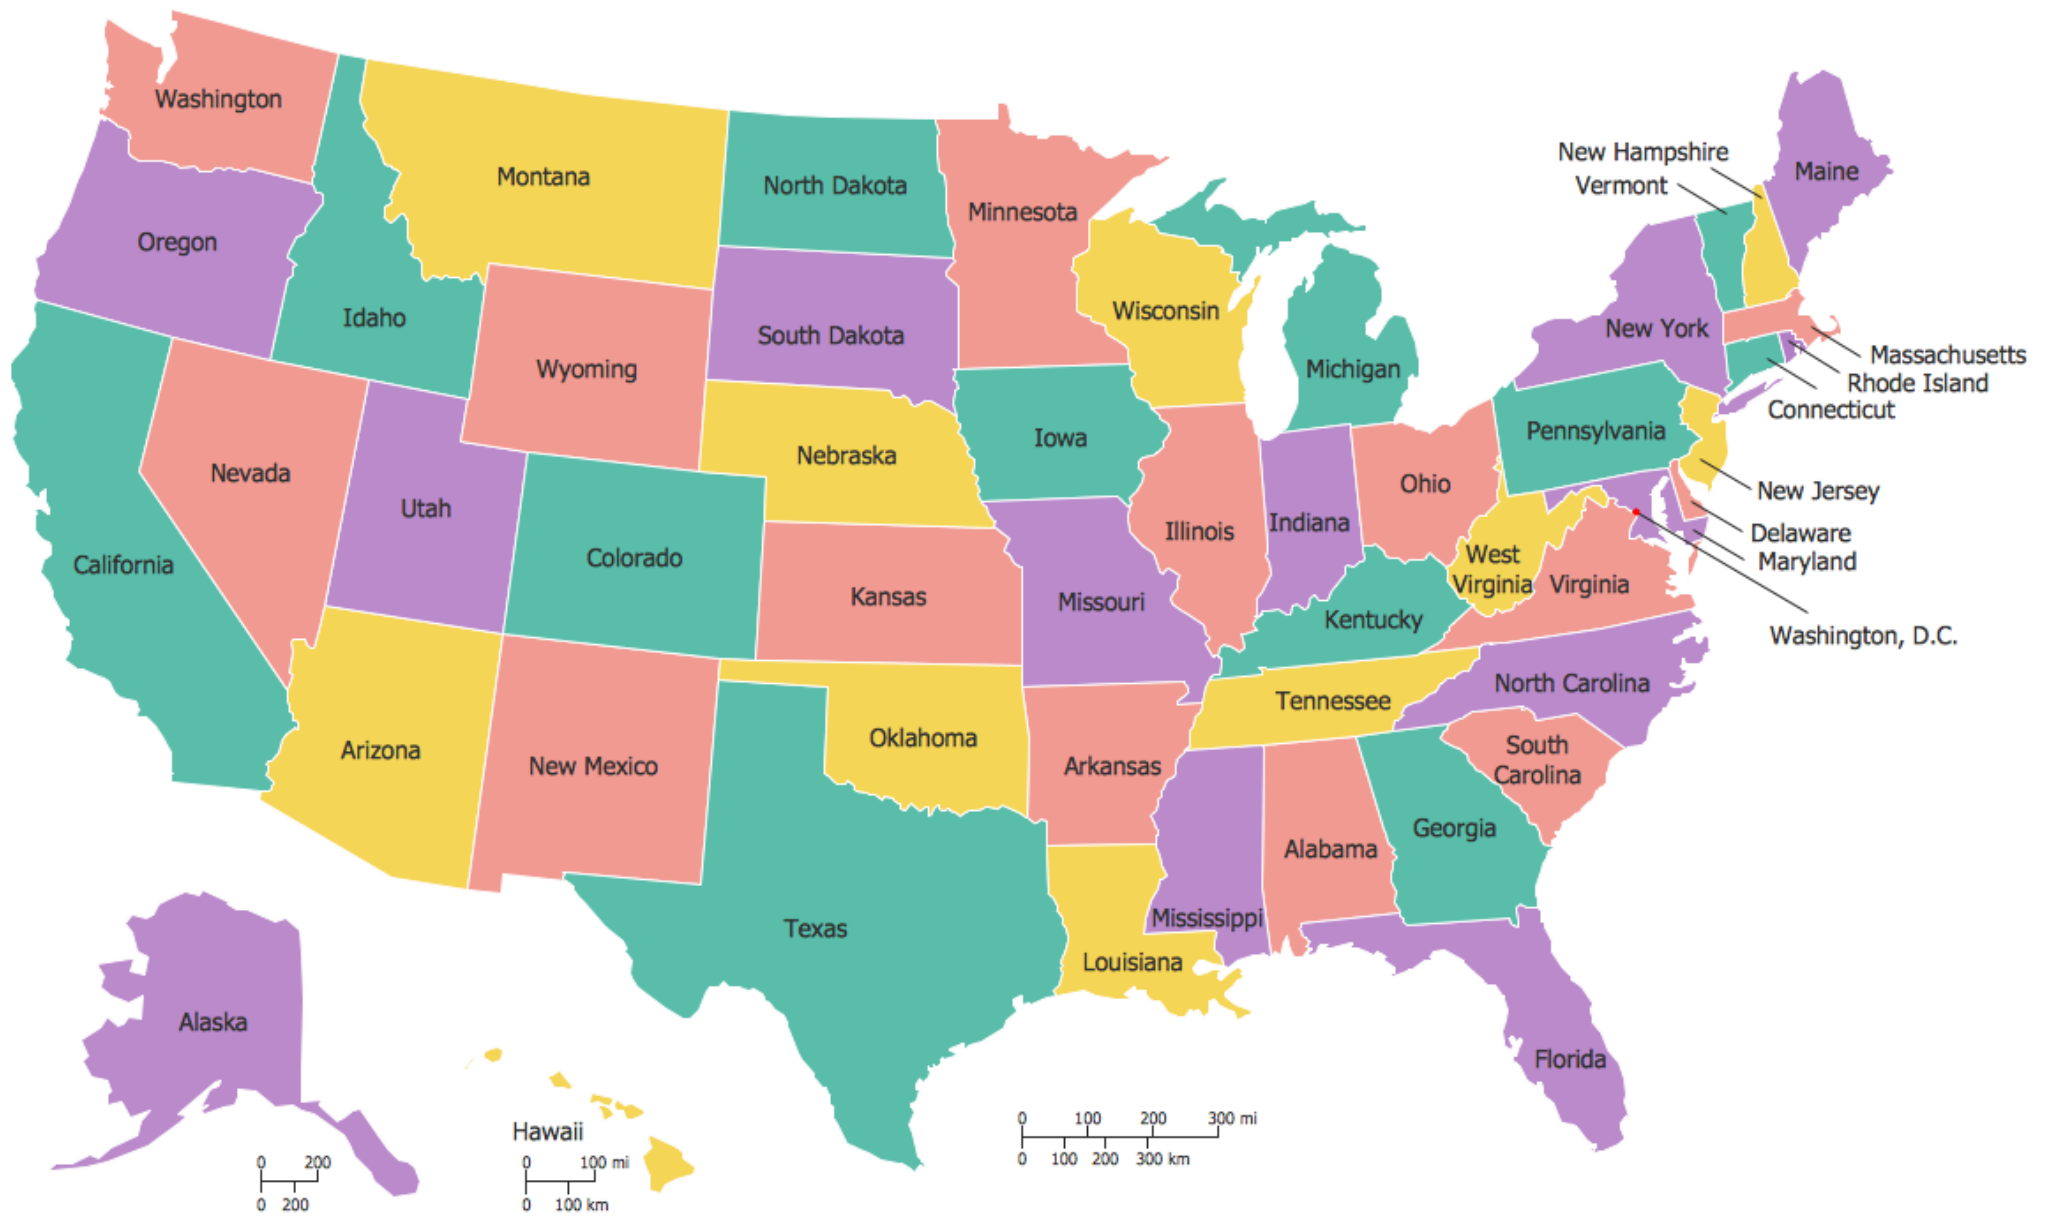 Washington
Montana
North Dakota
Minnesota
New Hampshire
Vermont
Maine
Oregon
Idaho
Wyoming
South Dakota
Wisconsin
Michigan
New York
Massachusetts
Rhode Island
Connecticut
Nevada
Utah
Nebraska
Iowa
Illinois
Indiana
Ohio
Pennsylvania
New Jersey
Delaware
Maryland
Washington, D.C.
California
Colorado
Kansas
Missouri
Kentucky
West
Virginia
Virginia
Arizona
New Mexico
Oklahoma
Arkansas
Tennessee
North Carolina
South
Carolina
Texas
Louisiana
Mississippi
Alabama
Georgia
Florida
Alaska
0 200
0 200
Hawaii
0 100 mi
0 100 km
0 100 200 300 mi
0 100 200 300 km